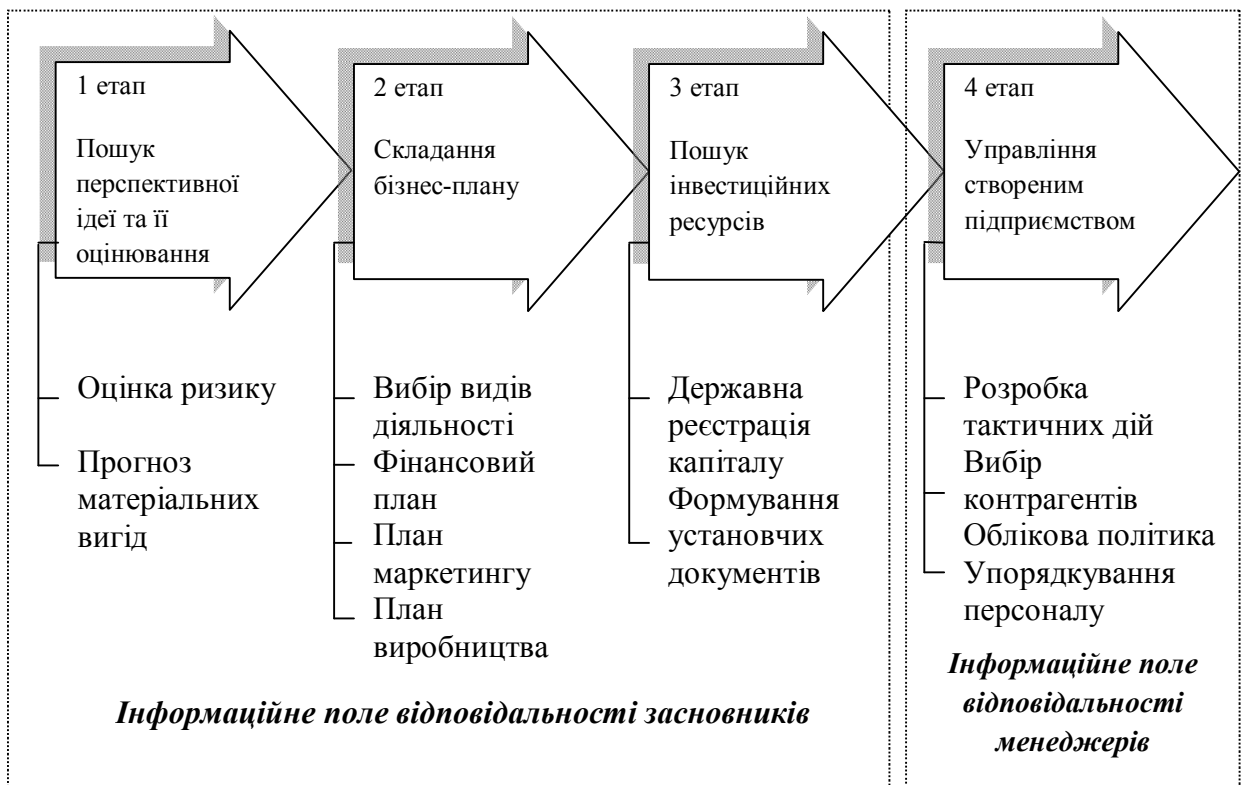 1 етап
Пошук
перспективної
ідеї та її
оцінювання
Оцінка ризику
Прогноз
матеріальних
вигід
2 етап
Складання
бізнес-плану
Вибір видів
діяльності
Фінансовий
план
План
маркетингу
План
виробництва
3 етап
Пошук
інвестиційних
ресурсів
Державна
реєстрація
капіталу
Формування
установчих
документів
Інформаційне поле відповідальності засновників
4 етап
Управління
створеним
підприємством
Розробка
тактичних дій
Вибір
контрагентів
Облікова політика
Упорядкування
персоналу
Інформаційне поле
відповідальності
менеджерів